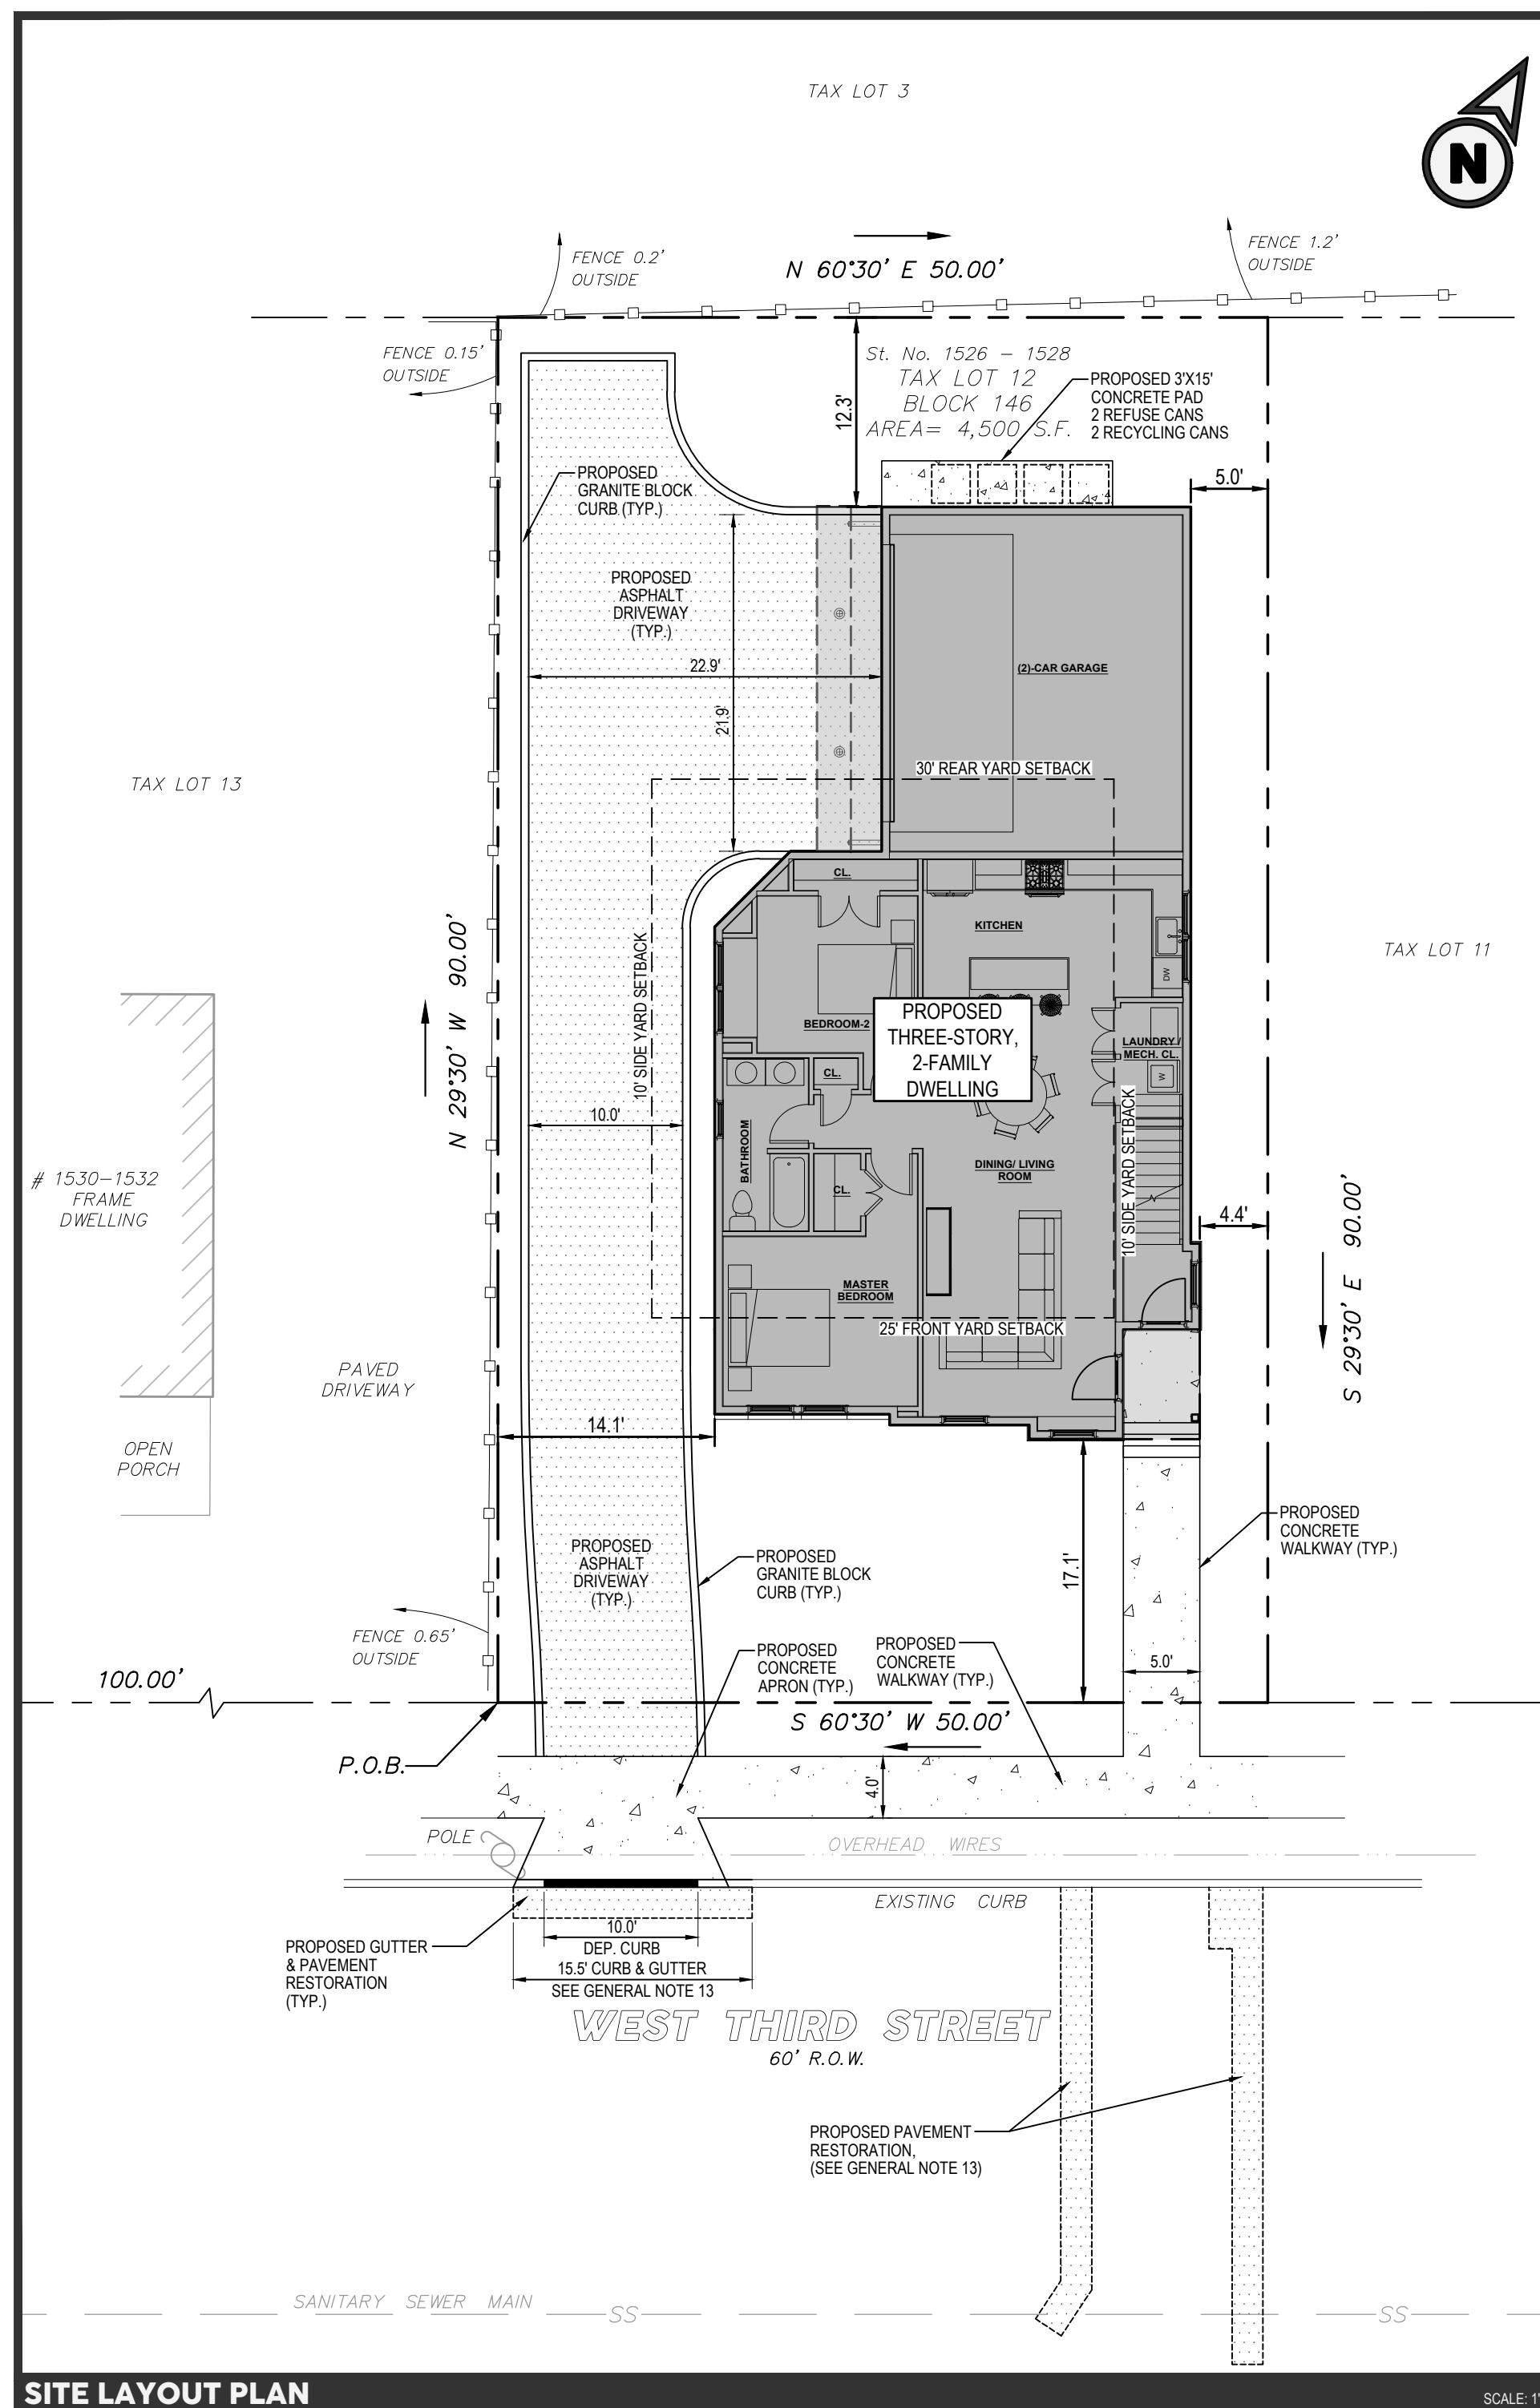 TAX LOT 3
N
FENCE 0.2'
OUTSIDE
N 60°30' E 50.00'
FENCE 1.2'
OUTSIDE
FENCE 0.15'
OUTSIDE
12.3'
St. No. 1526 - 1528
TAX LOT 12
BLOCK 146
AREA= 4,500 S.F.
PROPOSED 3'X15'
CONCRETE PAD
2 REFUSE CANS
2 RECYCLING CANS
PROPOSED
GRANITE BLOCK
CURB (TYP.)
5.0'
PROPOSED
ASPHALT
DRIVEWAY
(TYP.)
22.9'
21.9'
(2)-CAR GARAGE
30' REAR YARD SETBACK
TAX LOT 13
CL.
KITCHEN
DW
N 29°30' W 90.00'
10' SIDE YARD SETBACK
TAX LOT 11
BEDROOM-2
PROPOSED
THREE-STORY,
2-FAMILY
DWELLING
LAUNDRY /
MECH. CL.
W
CL.
10.0'
BATHROOM
CL.
DINING/ LIVING
ROOM
10' SIDE YARD SETBACK
# 1530-1532
FRAME
DWELLING
4.4'
S 29°30' E 90.00'
MASTER
BEDROOM
25' FRONT YARD SETBACK
PAVED
DRIVEWAY
14.1'
OPEN
PORCH
PROPOSED
CONCRETE
WALKWAY (TYP.)
PROPOSED
ASPHALT
DRIVEWAY
(TYP.)
PROPOSED
GRANITE BLOCK
CURB (TYP.)
17.1'
FENCE 0.65'
OUTSIDE
PROPOSED
CONCRETE
APRON (TYP.)
PROPOSED
CONCRETE
WALKWAY (TYP.)
5.0'
100.00'
S 60°30' W 50.00'
P.O.B.
4.0'
POLE
OVERHEAD WIRES
EXISTING CURB
10.0'
DEP. CURB
15.5' CURB & GUTTER
SEE GENERAL NOTE 13
PROPOSED GUTTER
& PAVEMENT
RESTORATION
(TYP.)
WEST THIRD STREET
60' R.O.W.
PROPOSED PAVEMENT
RESTORATION,
(SEE GENERAL NOTE 13)
SANITARY SEWER MAIN
SS
SS
SITE LAYOUT PLAN
SCALE: